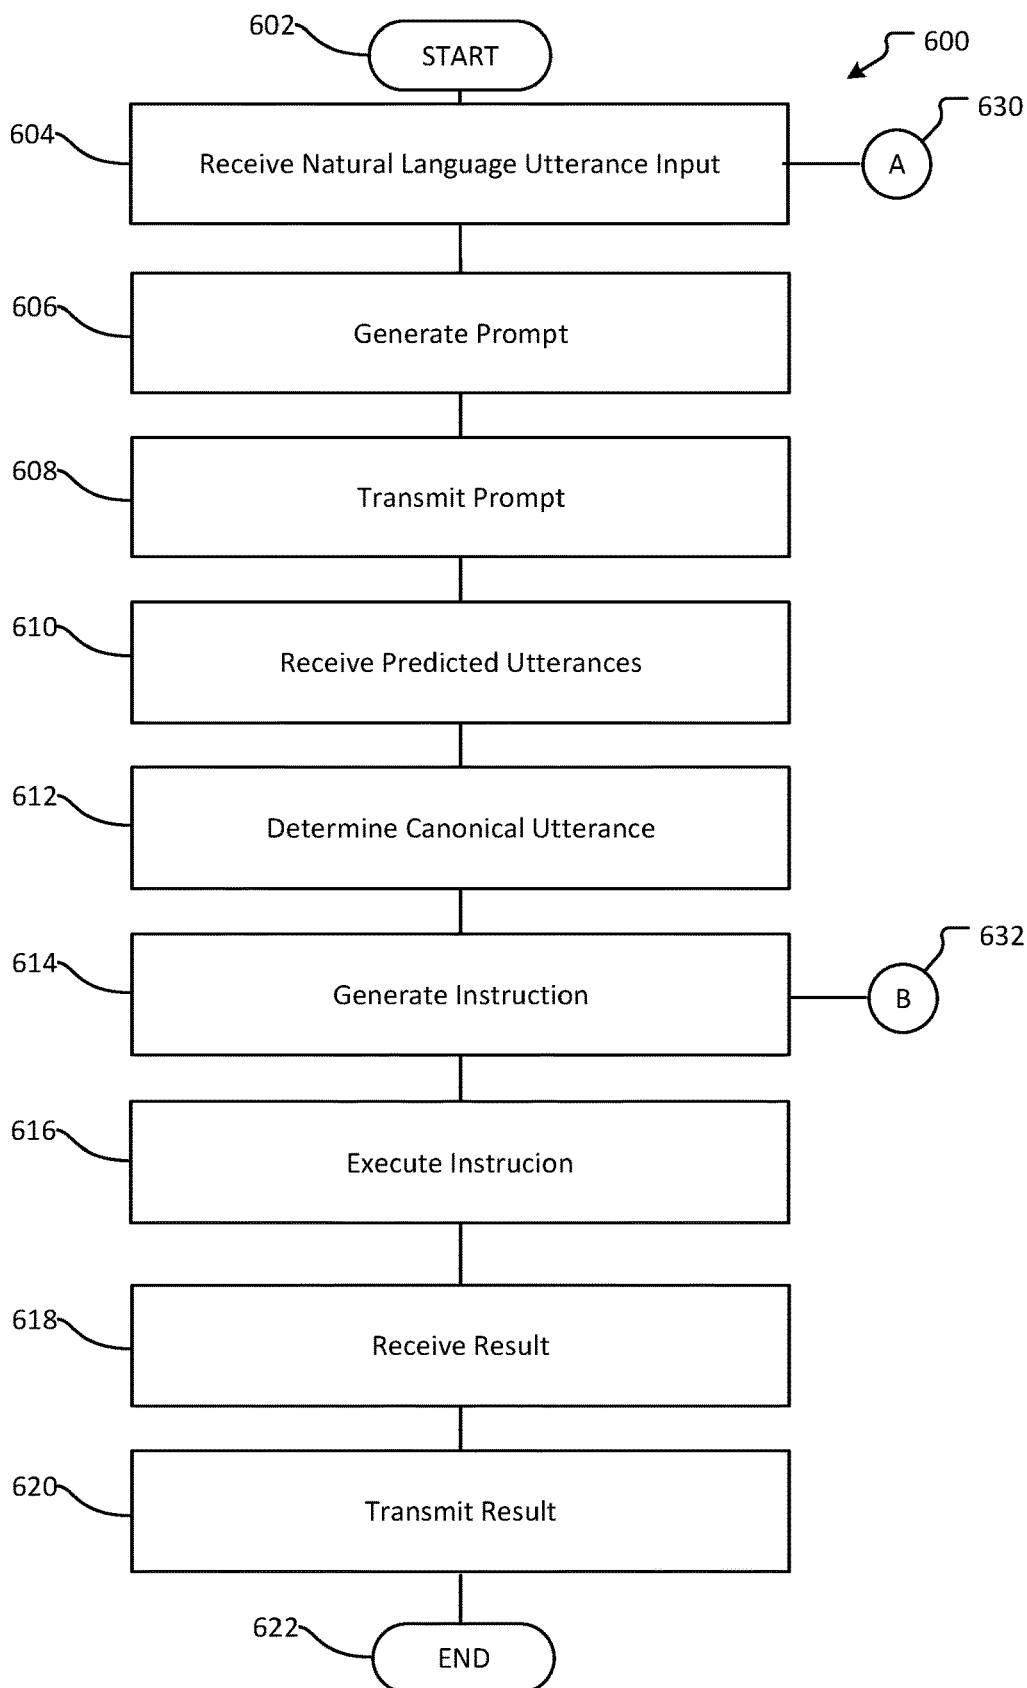 602
START
600
604
Receive Natural Language Utterance Input
A
630
606
Generate Prompt
608
Transmit Prompt
610
Receive Predicted Utterances
612
Determine Canonical Utterance
614
Generate Instruction
B
632
616
Execute Instrucion
618
Receive Result
620
Transmit Result
622
END